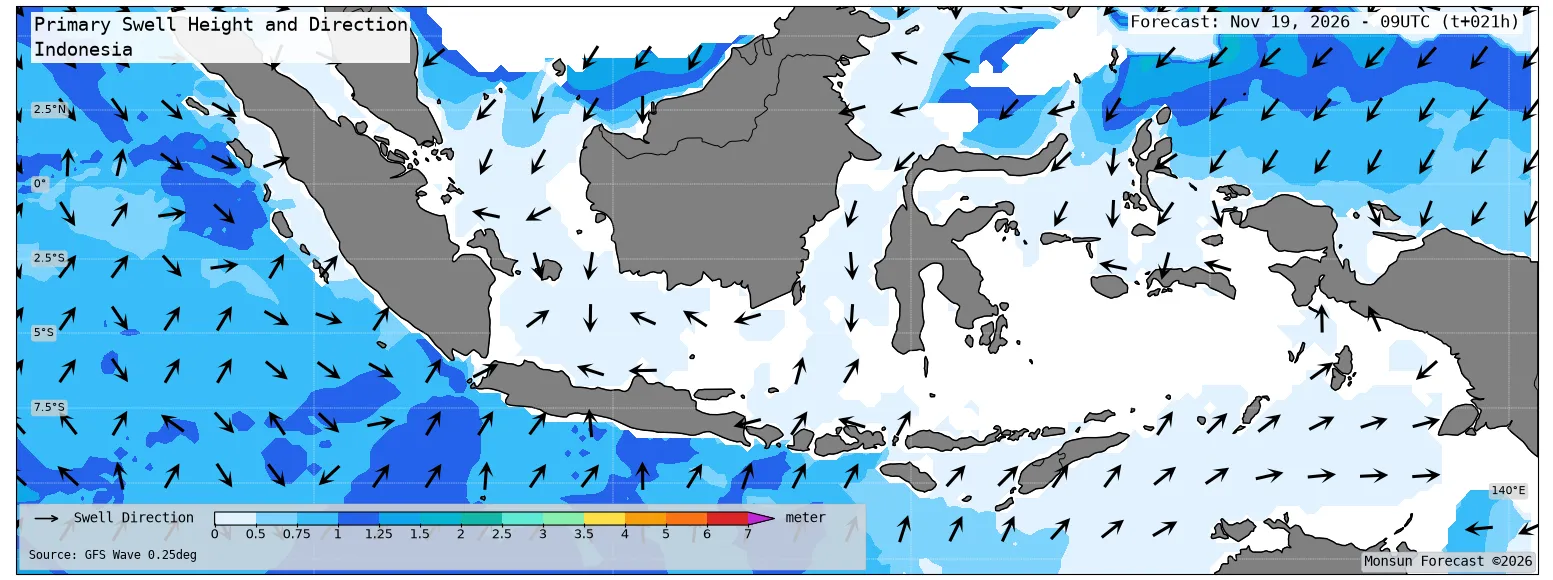 Primary Swell Height and Direction
Indonesia
Forecast: Nov 19, 2026 - 09UTC (t+021h)
2.5°N
0°
2.5°S
5°S
7.5°S
140°E
Swell Direction
0 0.5 0.75 1 1.25 1.5 2 2.5 3 3.5 4 5 6 7
meter
Source: GFS Wave 0.25deg
Monsun Forecast ©2026